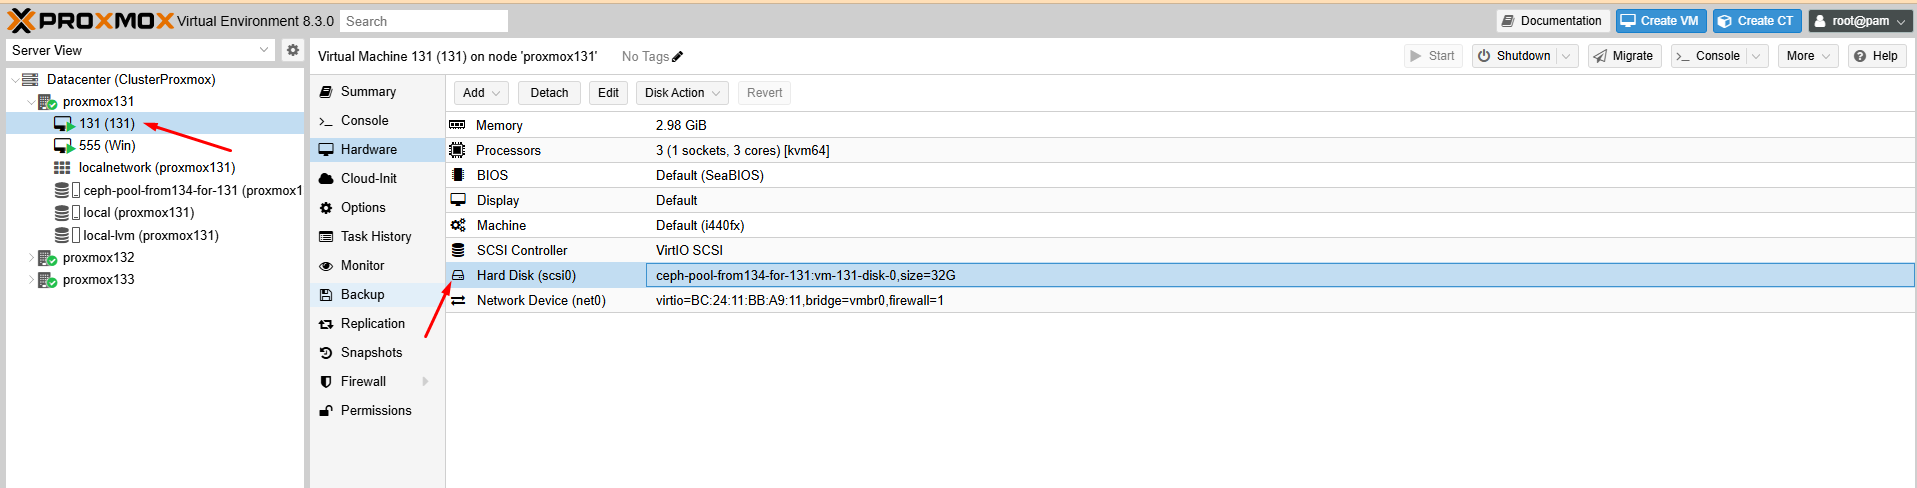 PROXMOX Virtual Environment 8.3.0 Search Documentation Create VM Create CT root@pam
Server View
Datacenter (ClusterProxmox)
proxmox131
131 (131)
555 (Win)
localnetwork (proxmox131)
ceph-pool-from134-for-131 (proxmox1
local (proxmox131)
local-lvm (proxmox131)
proxmox132
proxmox133
Virtual Machine 131 (131) on node 'proxmox131' No Tags Start Shutdown Migrate Console More Help
Summary
Console
Hardware
Cloud-Init
Options
Task History
Monitor
Backup
Replication
Snapshots
Firewall
Permissions
Add Detach Edit Disk Action Revert
Memory 2.98 GiB
Processors 3 (1 sockets, 3 cores) [kvm64]
BIOS Default (SeaBIOS)
Display Default
Machine Default (i440fx)
SCSI Controller VirtIO SCSI
Hard Disk (scsi0) ceph-pool-from134-for-131:vm-131-disk-0,size=32G
Network Device (net0) virtio=BC:24:11:BB:A9:11,bridge=vmbr0,firewall=1